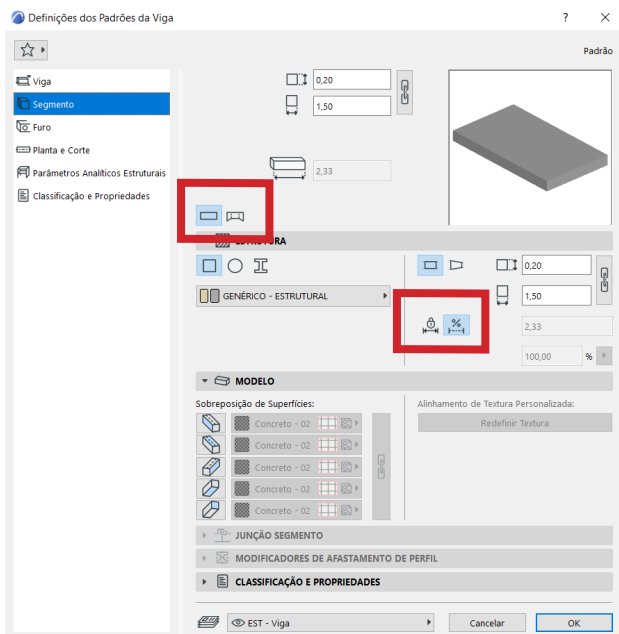 Definições dos Padrões da Viga
?
Padrão
Viga
Segmento
Furo
Planta e Corte
Parâmetros Analíticos Estruturais
Classificação e Propriedades
0,20
1,50
2,33
ESTRUTURA
GENÉRICO - ESTRUTURAL
0,20
1,50
%
2,33
100,00 %
MODELO
Sobreposição de Superfícies:
Alinhamento de Textura Personalizada:
Concreto - 02
Redefinir Textura
Concreto - 02
Concreto - 02
Concreto - 02
Concreto - 02
JUNÇÃO SEGMENTO
MODIFICADORES DE AFASTAMENTO DE PERFIL
CLASSIFICAÇÃO E PROPRIEDADES
EST - Viga
Cancelar
OK